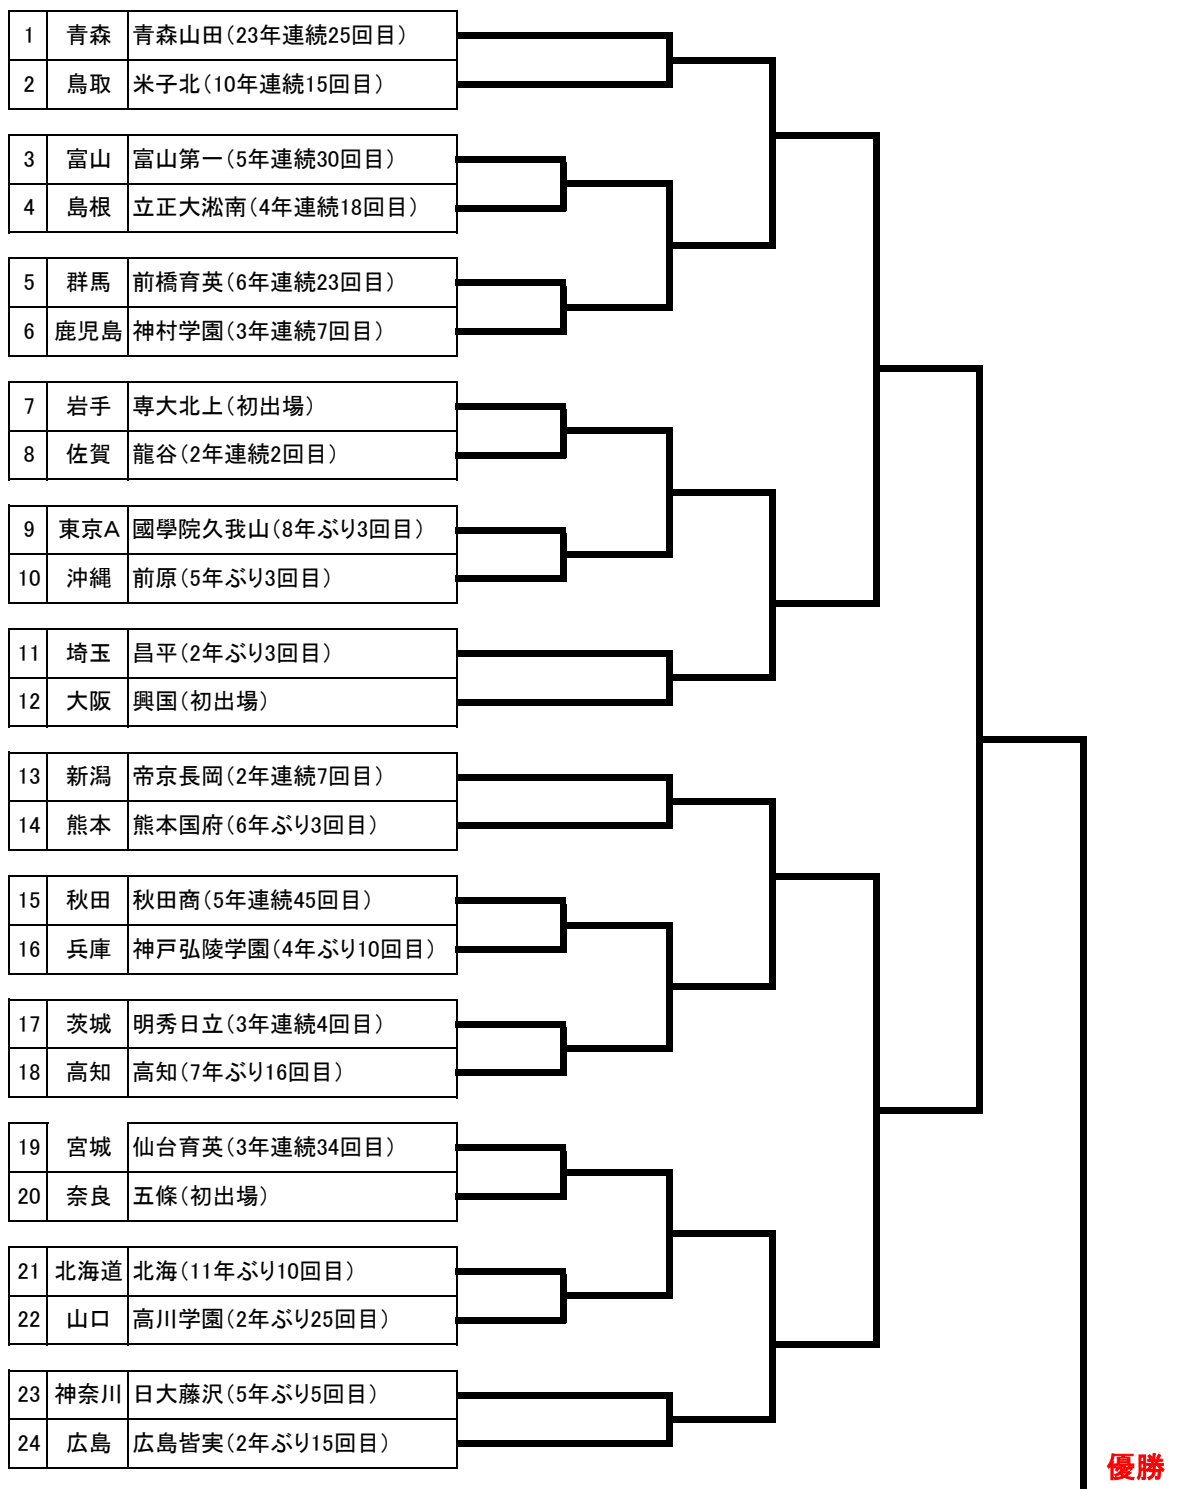 1 青森 青森山田(23年連続25回目)
2 鳥取 米子北(10年連続15回目)
3 富山 富山第一(5年連続30回目)
4 島根 立正大淞南(4年連続18回目)
5 群馬 前橋育英(6年連続23回目)
6 鹿児島 神村学園(3年連続7回目)
7 岩手 専大北上(初出場)
8 佐賀 龍谷(2年連続2回目)
9 東京A 國學院久我山(8年ぶり3回目)
10 沖縄 前原(5年ぶり3回目)
11 埼玉 昌平(2年ぶり3回目)
12 大阪 興国(初出場)
13 新潟 帝京長岡(2年連続7回目)
14 熊本 熊本国府(6年ぶり3回目)
15 秋田 秋田商(5年連続45回目)
16 兵庫 神戸弘陵学園(4年ぶり10回目)
17 茨城 明秀日立(3年連続4回目)
18 高知 高知(7年ぶり16回目)
19 宮城 仙台育英(3年連続34回目)
20 奈良 五條(初出場)
21 北海道 北海(11年ぶり10回目)
22 山口 高川学園(2年ぶり25回目)
23 神奈川 日大藤沢(5年ぶり5回目)
24 広島 広島皆実(2年ぶり15回目)
優勝